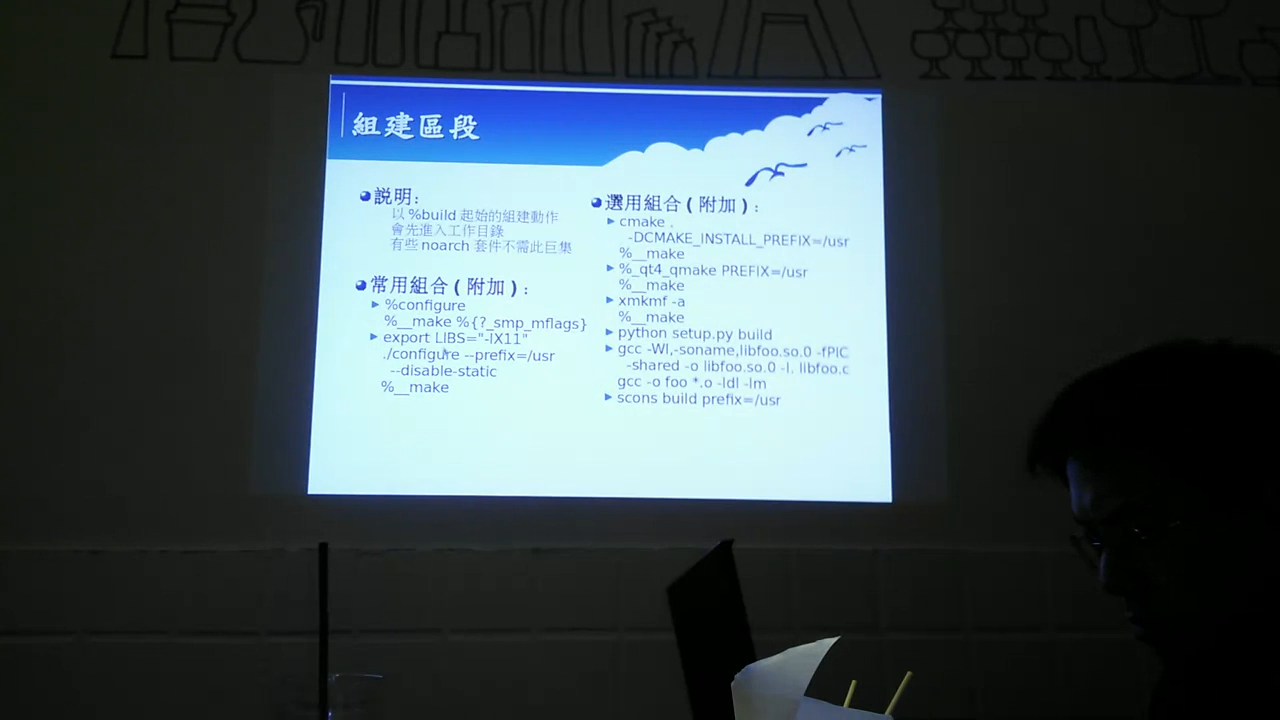 組建區段
說明：
以 %build 起始的組建動作
會先進入工作目錄
有些 noarch 套件不需此巨集
常用組合 ( 附加 )：
%configure
%__make %{?_smp_mflags}
export LIBS="-lX11"
./configure --prefix=/usr
--disable-static
%__make
選用組合 ( 附加 )：
cmake .
-DCMAKE_INSTALL_PREFIX=/usr
%__make
%_qt4_qmake PREFIX=/usr
%__make
xmkmf -a
%__make
python setup.py build
gcc -Wl,-soname,libfoo.so.0 -fPIC
-shared -o libfoo.so.0 -l. libfoo.c
gcc -o foo *.o -ldl -lm
scons build prefix=/usr